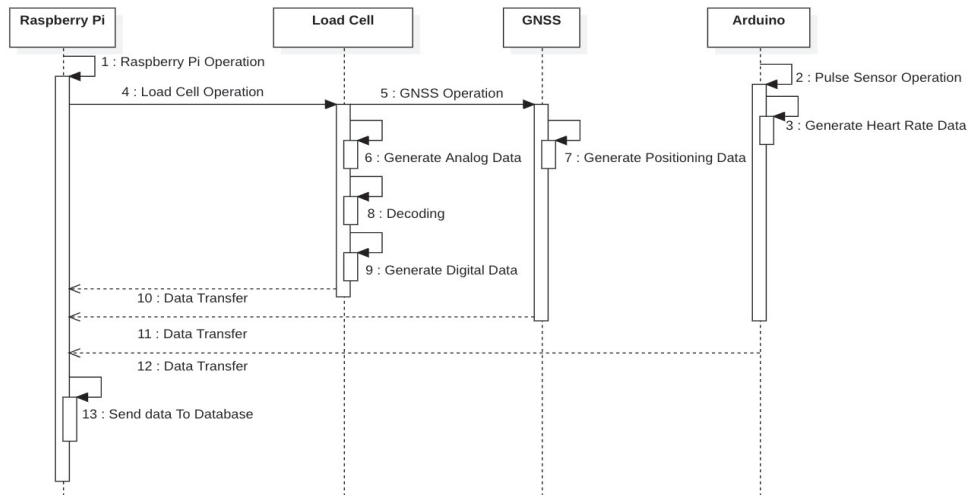 Raspberry Pi
Load Cell
GNSS
Arduino
1 : Raspberry Pi Operation
2 : Pulse Sensor Operation
4 : Load Cell Operation
5 : GNSS Operation
3 : Generate Heart Rate Data
6 : Generate Analog Data
7 : Generate Positioning Data
8 : Decoding
9 : Generate Digital Data
10 : Data Transfer
11 : Data Transfer
12 : Data Transfer
13 : Send data To Database